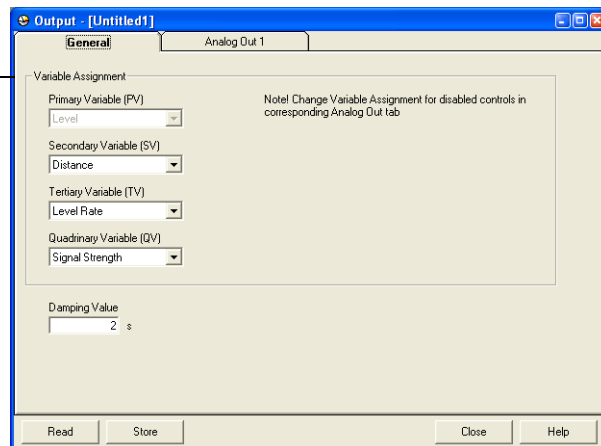 Output - [Untitled1]
General
Analog Out 1
Variable Assignment
Primary Variable (PV)
Level
Note! Change Variable Assignment for disabled controls in
corresponding Analog Out tab
Secondary Variable (SV)
Distance
Tertiary Variable (TV)
Level Rate
Quadrinary Variable (QV)
Signal Strength
Damping Value
2 s
Read
Store
Close
Help